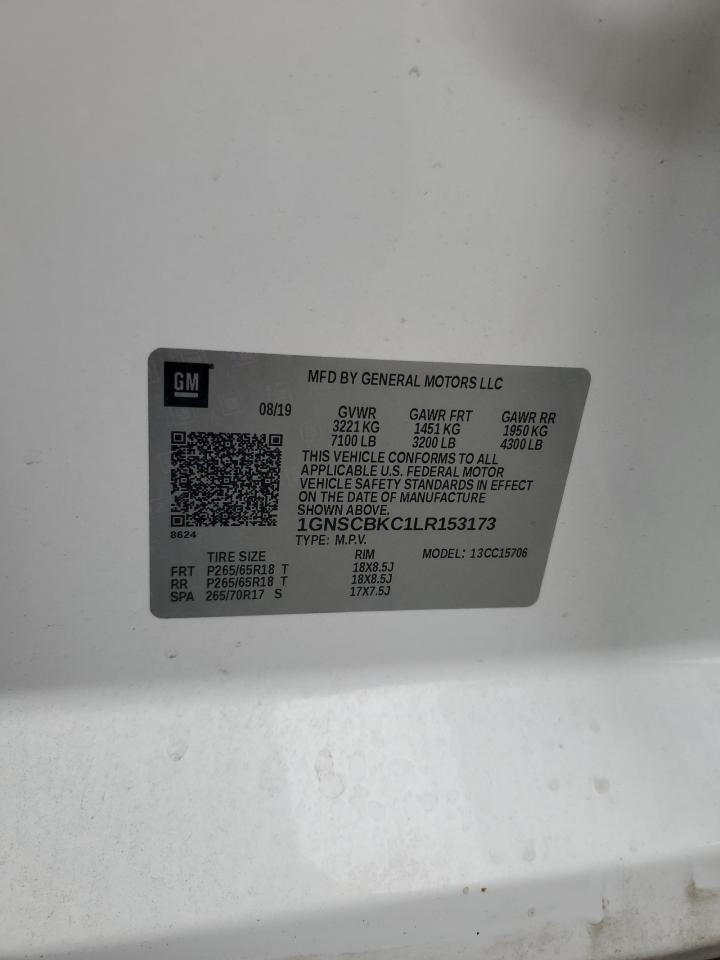 GM
MFD BY GENERAL MOTORS LLC
08/19 GVWR GAWR FRT GAWR RR
3221 KG 1451 KG 1950 KG
7100 LB 3200 LB 4300 LB
THIS VEHICLE CONFORMS TO ALL
APPLICABLE U.S. FEDERAL MOTOR
VEHICLE SAFETY STANDARDS IN EFFECT
ON THE DATE OF MANUFACTURE
SHOWN ABOVE.
1GNSCBKC1LR153173
8624
TYPE: M.P.V. MODEL: 13CC15706
TIRE SIZE RIM
FRT P265/65R18 T 18X8.5J
RR P265/65R18 T 18X8.5J
SPA 265/70R17 S 17X7.5J